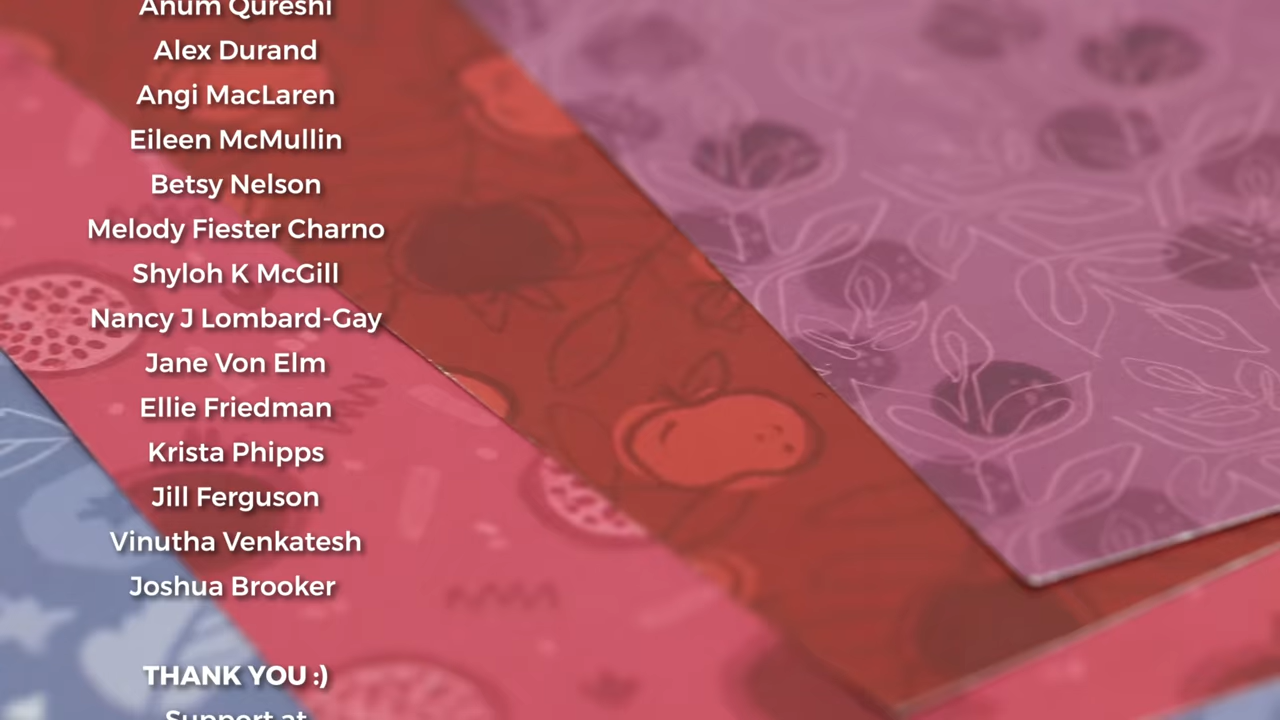 Anum Qureshi
Alex Durand
Angi MacLaren
Eileen McMullin
Betsy Nelson
Melody Fiester Charno
Shyloh K McGill
Nancy J Lombard-Gay
Jane Von Elm
Ellie Friedman
Krista Phipps
Jill Ferguson
Vinutha Venkatesh
Joshua Brooker
THANK YOU :)
Support at